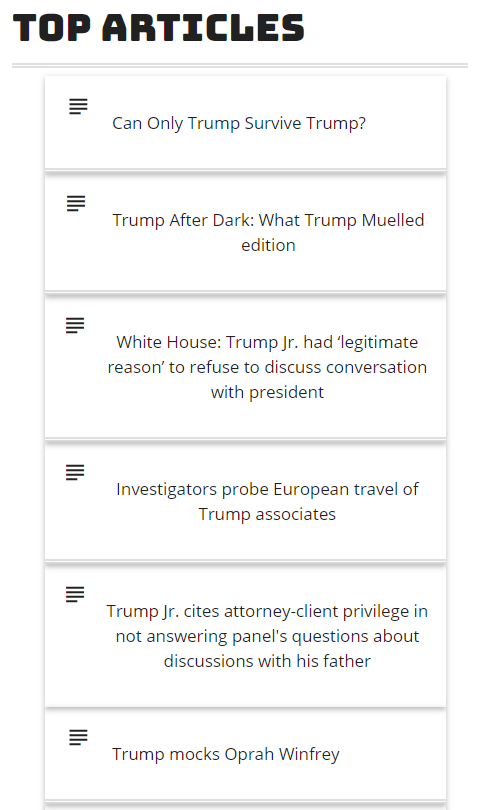 TOP ARTICLES
Can Only Trump Survive Trump?
Trump After Dark: What Trump Muelled
edition
White House: Trump Jr. had ‘legitimate
reason’ to refuse to discuss conversation
with president
Investigators probe European travel of
Trump associates
Trump Jr. cites attorney-client privilege in
not answering panel's questions about
discussions with his father
Trump mocks Oprah Winfrey